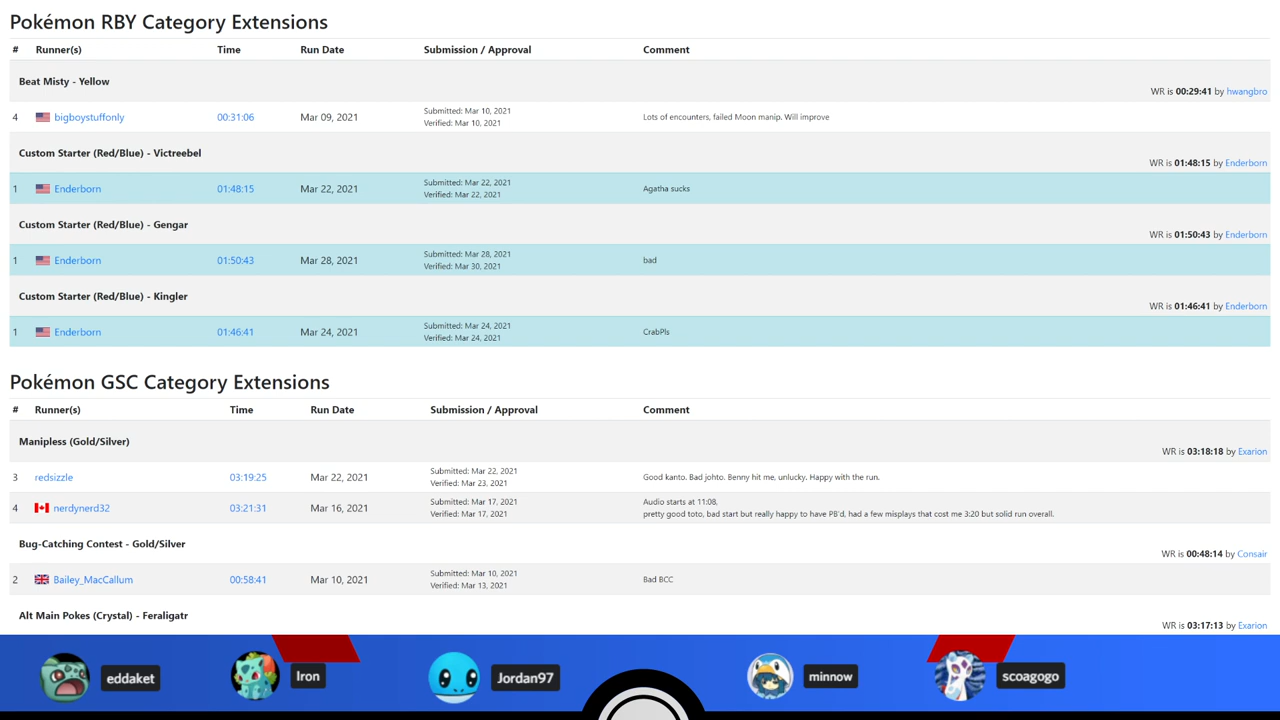 Pokémon RBY Category Extensions
# Runner(s) Time Run Date Submission / Approval Comment
Beat Misty - Yellow
WR is 00:29:41 by hwangbro
4 bigboystuffonly 00:31:06 Mar 09, 2021 Submitted: Mar 10, 2021 Lots of encounters, failed Moon manip. Will improve
Verified: Mar 10, 2021
Custom Starter (Red/Blue) - Victreebel
WR is 01:48:15 by Enderborn
1 Enderborn 01:48:15 Mar 22, 2021 Submitted: Mar 22, 2021 Agatha sucks
Verified: Mar 22, 2021
Custom Starter (Red/Blue) - Gengar
WR is 01:50:43 by Enderborn
1 Enderborn 01:50:43 Mar 28, 2021 Submitted: Mar 28, 2021 bad
Verified: Mar 30, 2021
Custom Starter (Red/Blue) - Kingler
WR is 01:46:41 by Enderborn
1 Enderborn 01:46:41 Mar 24, 2021 Submitted: Mar 24, 2021 CrabPls
Verified: Mar 24, 2021
Pokémon GSC Category Extensions
# Runner(s) Time Run Date Submission / Approval Comment
Manipless (Gold/Silver)
WR is 03:18:18 by Exarion
3 redsizzle 03:19:25 Mar 22, 2021 Submitted: Mar 22, 2021 Good kanto. Bad johto. Benny hit me, unlucky. Happy with the run.
Verified: Mar 23, 2021
4 nerdynerd32 03:21:31 Mar 16, 2021 Submitted: Mar 17, 2021 Audio starts at 11:08,
Verified: Mar 17, 2021 pretty good toto, bad start but really happy to have PB'd, had a few misplays that cost me 3:20 but solid run overall.
Bug-Catching Contest - Gold/Silver
WR is 00:48:14 by Consair
2 Bailey_MacCallum 00:58:41 Mar 10, 2021 Submitted: Mar 10, 2021 Bad BCC
Verified: Mar 13, 2021
Alt Main Pokes (Crystal) - Feraligatr
WR is 03:17:13 by Exarion
eddaket Iron Jordan97 minnow scoagogo